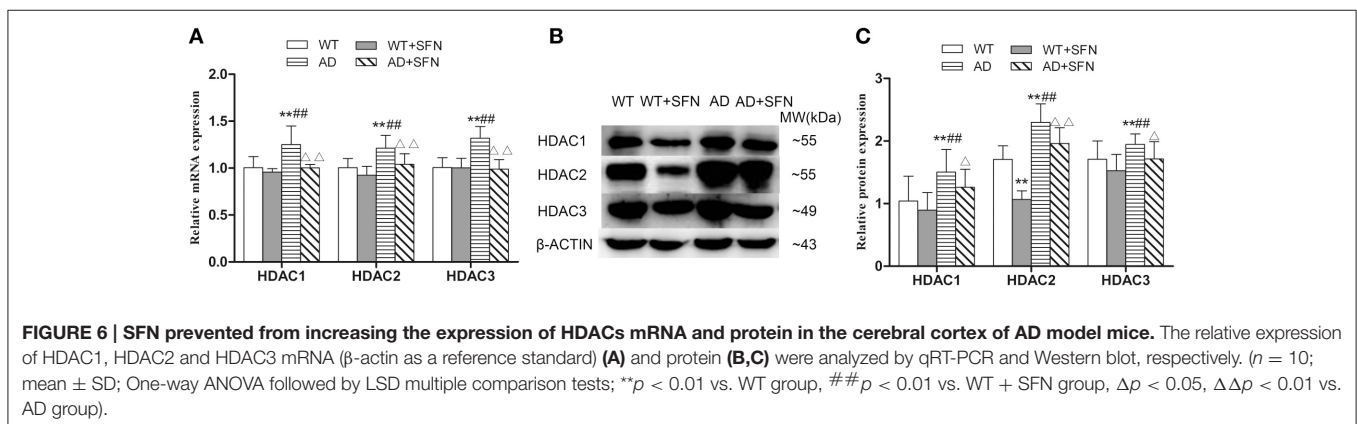 A
WT
WT+SFN
AD
AD+SFN
Relative mRNA expression
2.0
1.5
1.0
0.5
0.0
**##
△△
**##
△△
**##
△△
HDAC1
HDAC2
HDAC3
B
WT WT+SFN AD AD+SFN
MW(kDa)
HDAC1 ~55
HDAC2 ~55
HDAC3 ~49
β-ACTIN ~43
C
WT
WT+SFN
AD
AD+SFN
Relative protein expression
3
2
1
0
**##
△
**
**##
△△
**##
△
HDAC1
HDAC2
HDAC3
FIGURE 6 | SFN prevented from increasing the expression of HDACs mRNA and protein in the cerebral cortex of AD model mice. The relative expression
of HDAC1, HDAC2 and HDAC3 mRNA (β-actin as a reference standard) (A) and protein (B,C) were analyzed by qRT-PCR and Western blot, respectively. (n = 10;
mean ± SD; One-way ANOVA followed by LSD multiple comparison tests; **p < 0.01 vs. WT group, ##p < 0.01 vs. WT + SFN group, Δp < 0.05, ΔΔp < 0.01 vs.
AD group).